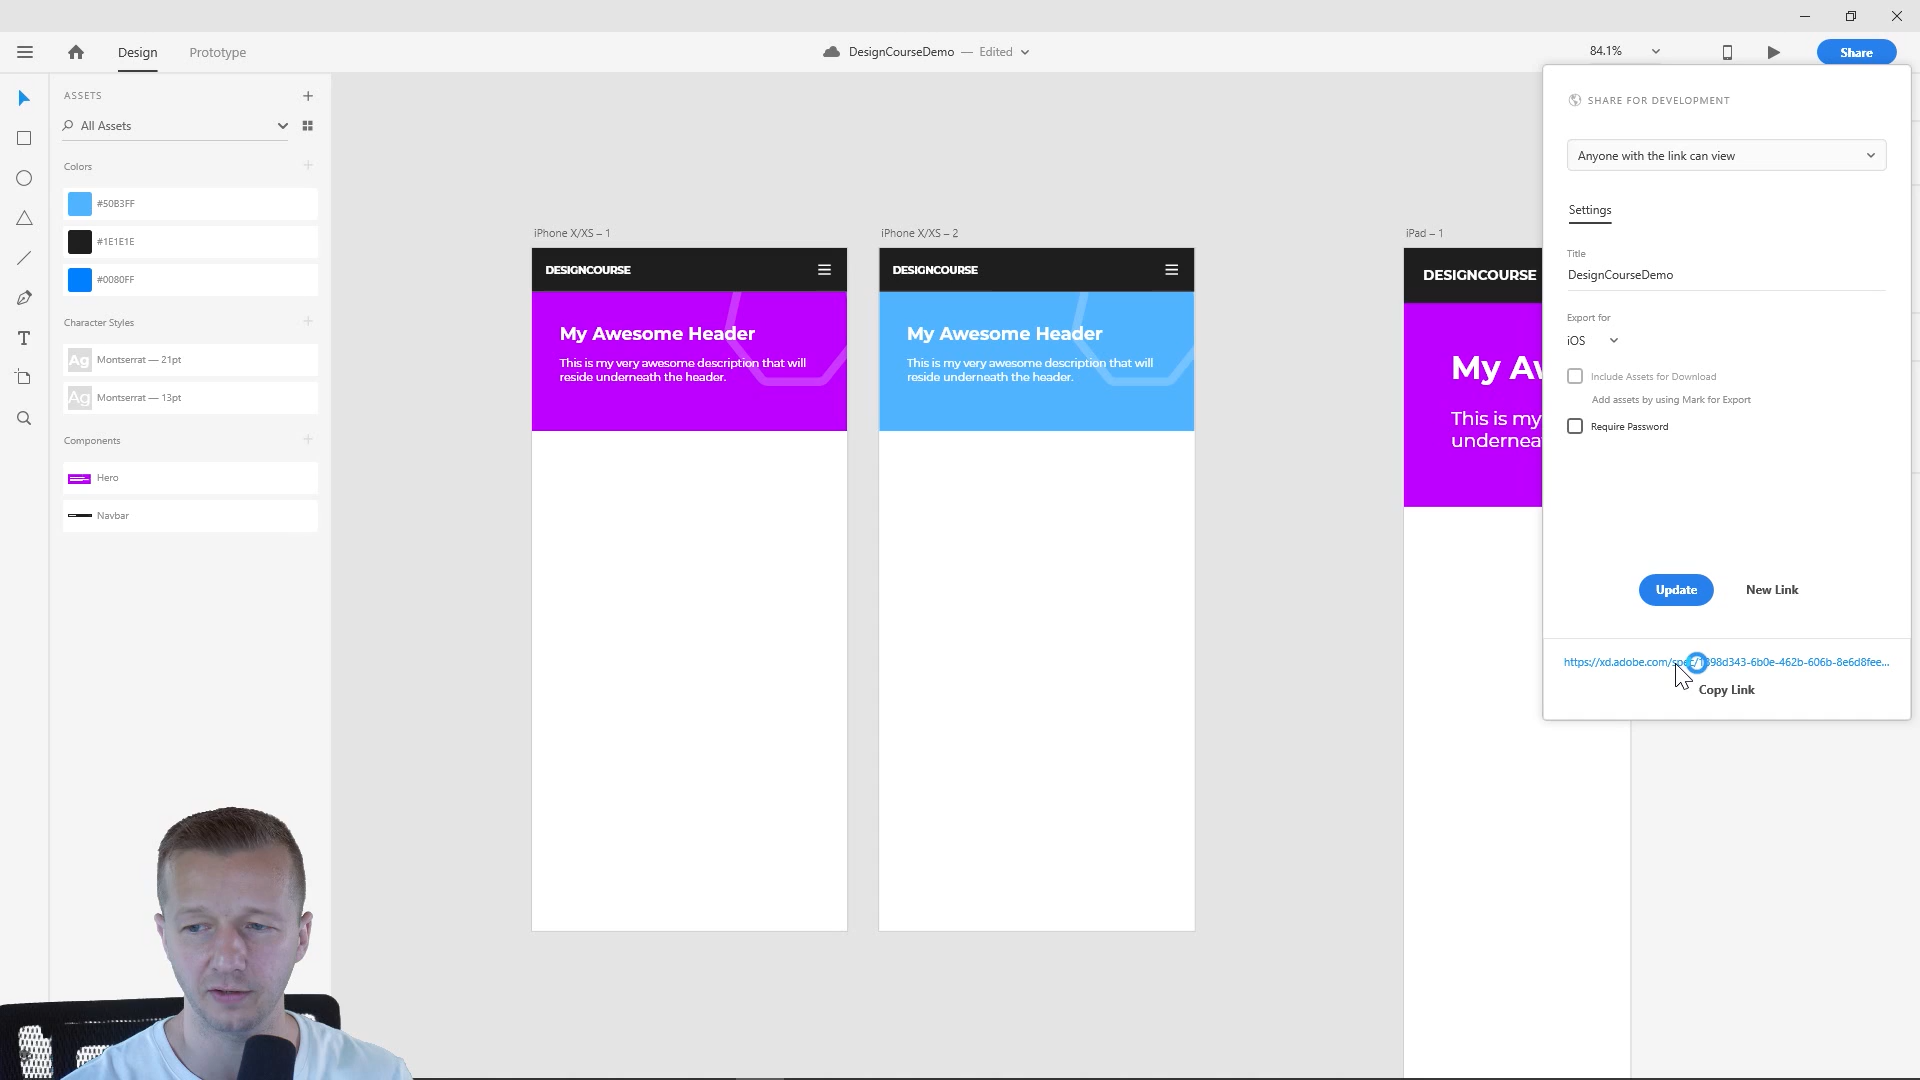 Design
Prototype
DesignCourseDemo — Edited
84.1%
Share
ASSETS
All Assets
Colors
#50B3FF
#1E1E1E
#0080FF
Character Styles
Ag Montserrat — 21pt
Ag Montserrat — 13pt
Components
Hero
Navbar
iPhone X/XS – 1
DESIGNCOURSE
My Awesome Header
This is my very awesome description that will
reside underneath the header.
iPhone X/XS – 2
DESIGNCOURSE
My Awesome Header
This is my very awesome description that will
reside underneath the header.
iPad – 1
DESIGNCOURSE
My Aw
This is my
undernea
SHARE FOR DEVELOPMENT
Anyone with the link can view
Settings
Title
DesignCourseDemo
Export for
iOS
Include Assets for Download
Add assets by using Mark for Export
Require Password
Update
New Link
https://xd.adobe.com/spec/1898d343-6b0e-462b-606b-8e6d8fee...
Copy Link